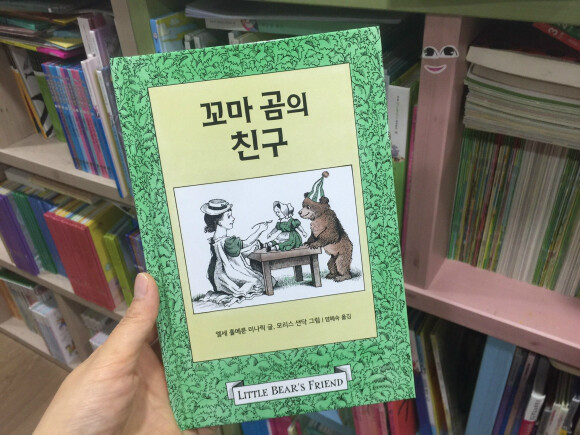 꼬마 곰의
친구
엘세 홀메룬 미나릭 글, 모리스 샌닥 그림 | 엄혜숙 옮김
LITTLE BEAR'S FRIEND